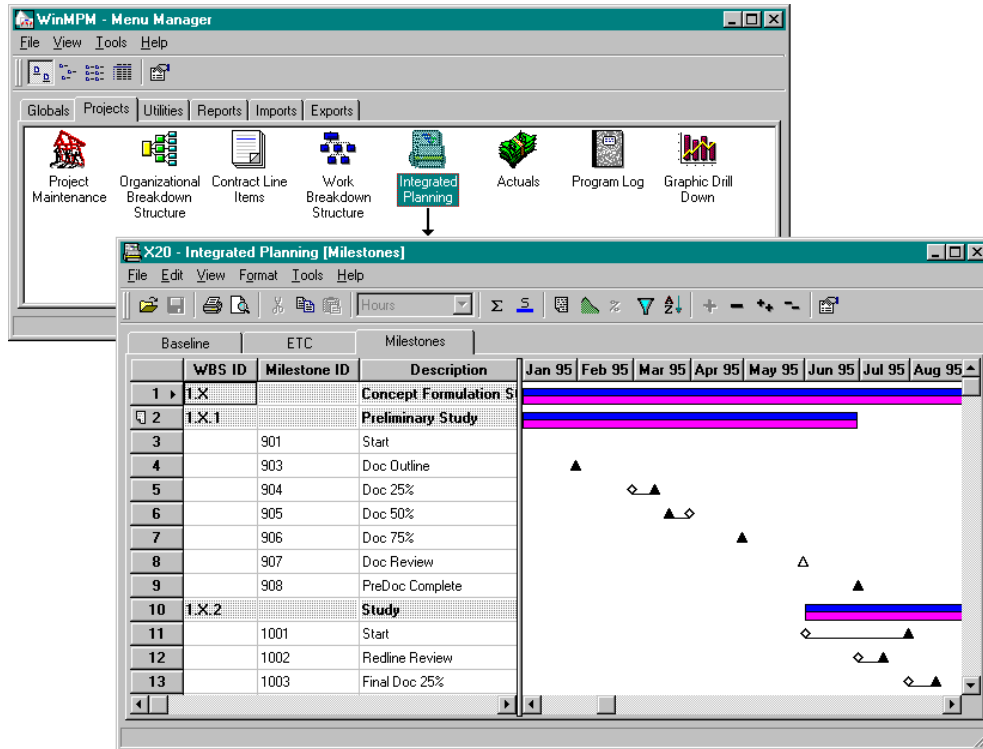 WinMPM - Menu Manager
File View Tools Help
Globals Projects Utilities Reports Imports Exports
Project Maintenance
Organizational Breakdown Structure
Contract Line Items
Work Breakdown Structure
Integrated Planning
Actuals
Program Log
Graphic Drill Down
X20 - Integrated Planning [Milestones]
File Edit View Format Tools Help
Hours Σ S % A Z
Baseline ETC Milestones
WBS ID Milestone ID Description Jan 95 Feb 95 Mar 95 Apr 95 May 95 Jun 95 Jul 95 Aug 95
1 1.X Concept Formulation S
2 1.X.1 Preliminary Study
3 901 Start
4 903 Doc Outline
5 904 Doc 25%
6 905 Doc 50%
7 906 Doc 75%
8 907 Doc Review
9 908 PreDoc Complete
10 1.X.2 Study
11 1001 Start
12 1002 Redline Review
13 1003 Final Doc 25%